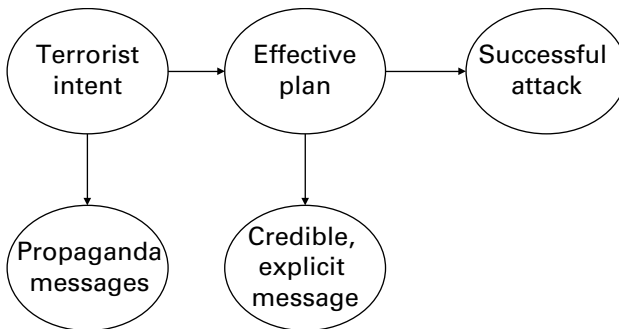 Terrorist
intent
Effective
plan
Successful
attack
Propaganda
messages
Credible,
explicit
message